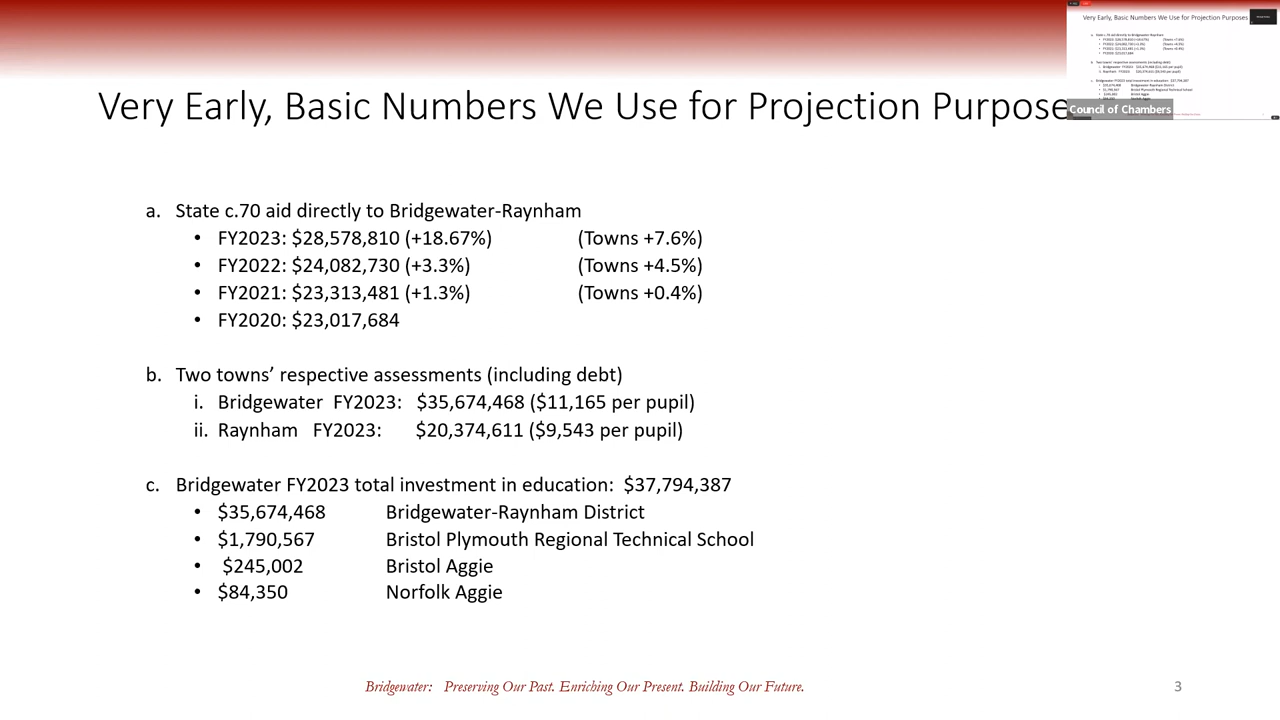 Very Early, Basic Numbers We Use for Projection Purpose
Council of Chambers
a. State c.70 aid directly to Bridgewater-Raynham
• FY2023: $28,578,810 (+18.67%) (Towns +7.6%)
• FY2022: $24,082,730 (+3.3%) (Towns +4.5%)
• FY2021: $23,313,481 (+1.3%) (Towns +0.4%)
• FY2020: $23,017,684
b. Two towns’ respective assessments (including debt)
i. Bridgewater FY2023: $35,674,468 ($11,165 per pupil)
ii. Raynham FY2023: $20,374,611 ($9,543 per pupil)
c. Bridgewater FY2023 total investment in education: $37,794,387
• $35,674,468 Bridgewater-Raynham District
• $1,790,567 Bristol Plymouth Regional Technical School
• $245,002 Bristol Aggie
• $84,350 Norfolk Aggie
Bridgewater: Preserving Our Past. Enriching Our Present. Building Our Future.
3